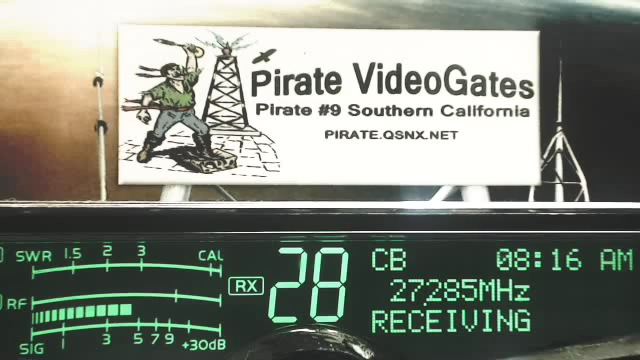 Pirate VideoGates
Pirate #9 Southern California
PIRATE.QSNX.NET
SWR 1.5 2 3 CAL
RX
28
CB
08:16 AM
27285MHz
RECEIVING
RF
SIG 1 3 5 7 9 +30dB